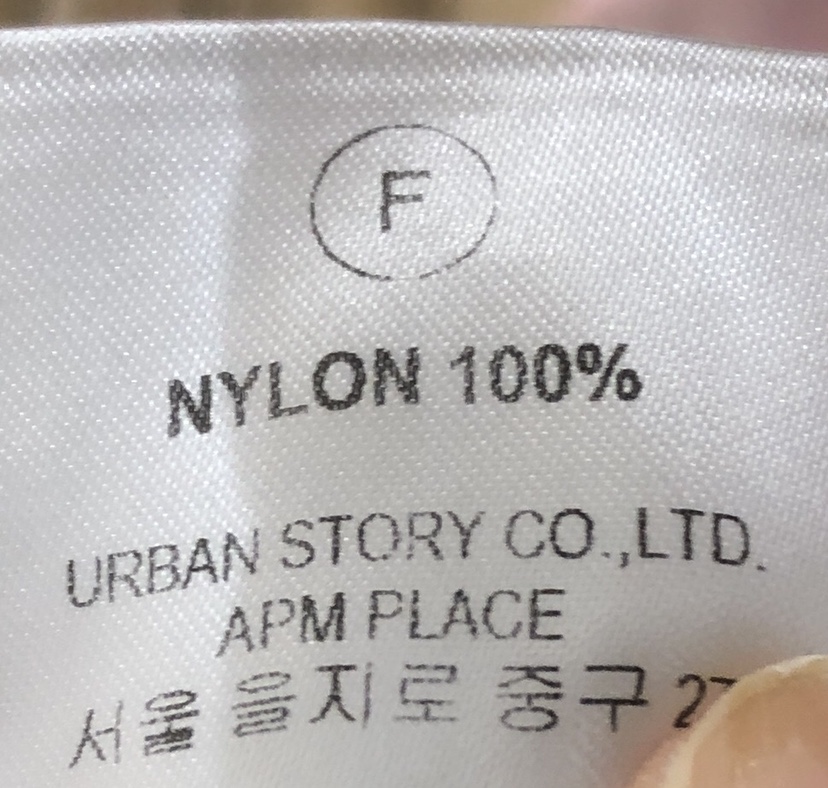 F
NYLON 100%
URBAN STORY CO.,LTD.
APM PLACE
서울 을지로 중구